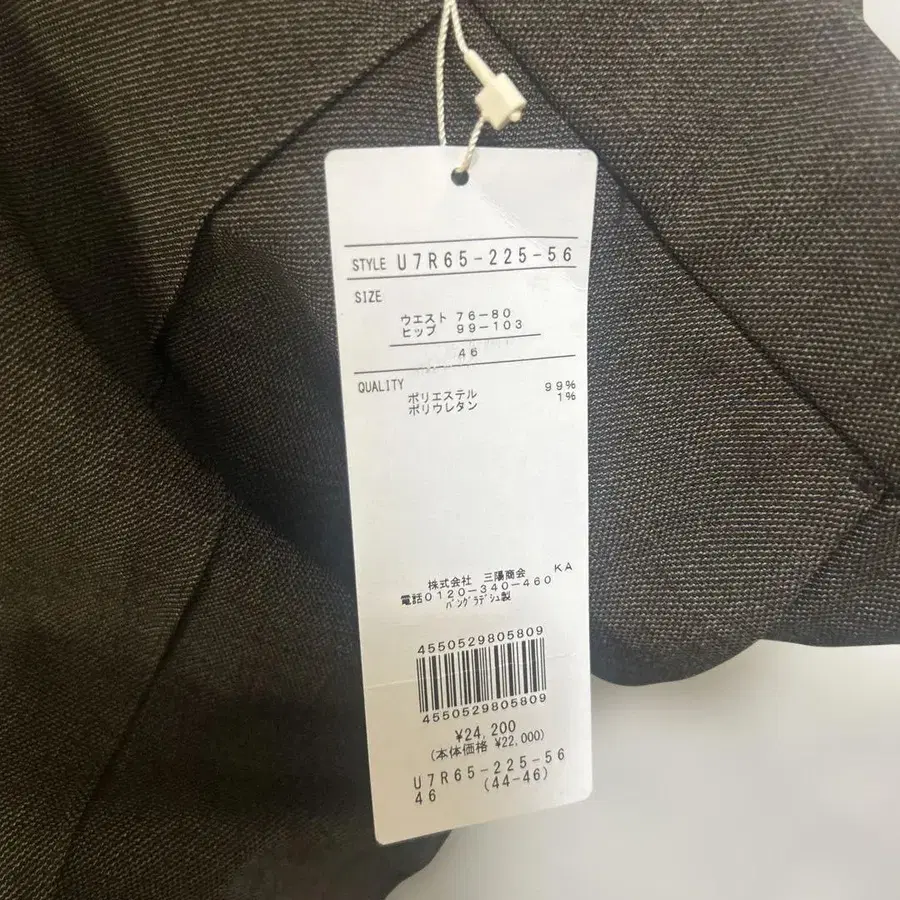 STYLE U7R65-225-56
SIZE
ウエスト 76-80
ヒップ 99-103
46
QUALITY
ポリエステル 99%
ポリウレタン 1%
株式会社 三陽商会 KA
電話0120-340-460
バングラデシュ製
4550529805809
4550529805809
¥24,200
(本体価格 ¥22,000)
U7R65-225-56
46 (44-46)